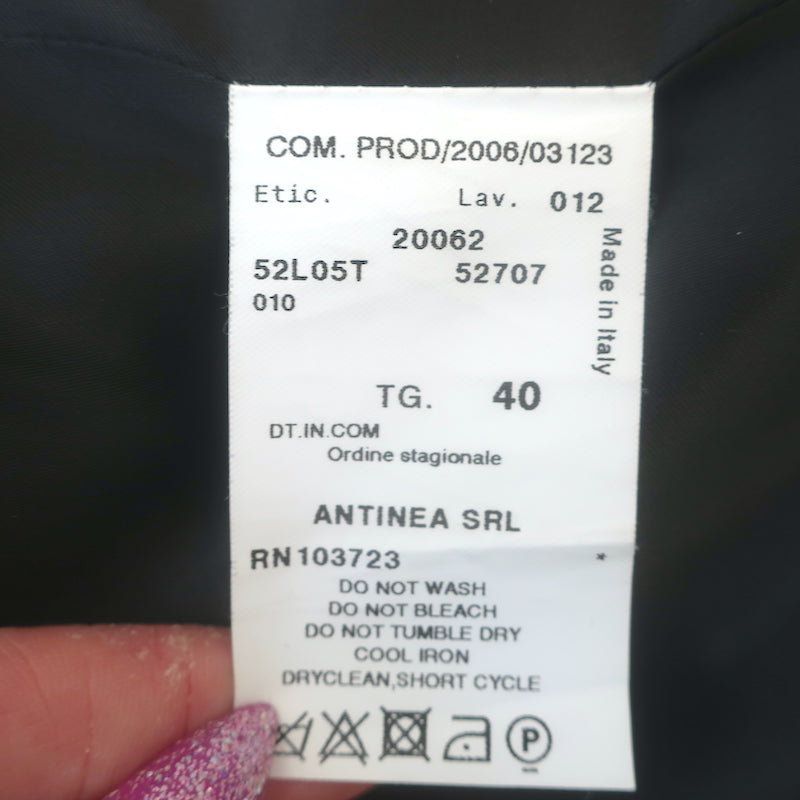 COM. PROD/2006/03123
Etic. Lav. 012
20062
52L05T 52707
010
Made in Italy
TG. 40
DT.IN.COM
Ordine stagionale
ANTINEA SRL
RN103723 *
DO NOT WASH
DO NOT BLEACH
DO NOT TUMBLE DRY
COOL IRON
DRYCLEAN,SHORT CYCLE
P